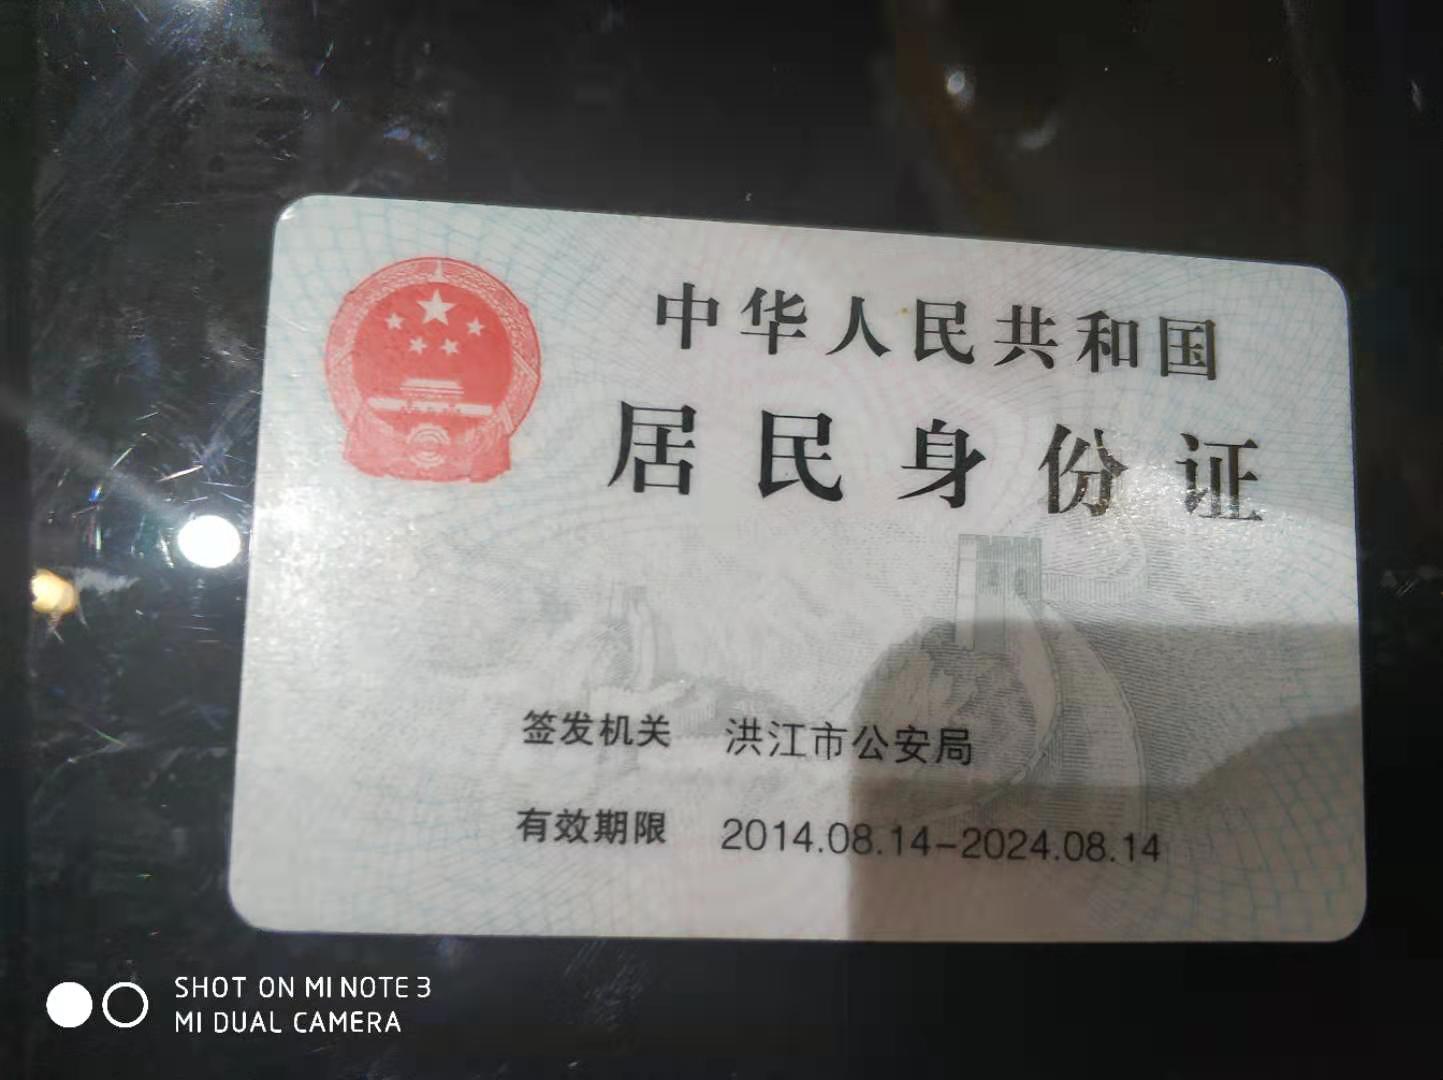 中华人民共和国
居民身份证
签发机关 洪江市公安局
有效期限 2014.08.14-2024.08.14
SHOT ON MI NOTE 3
MI DUAL CAMERA